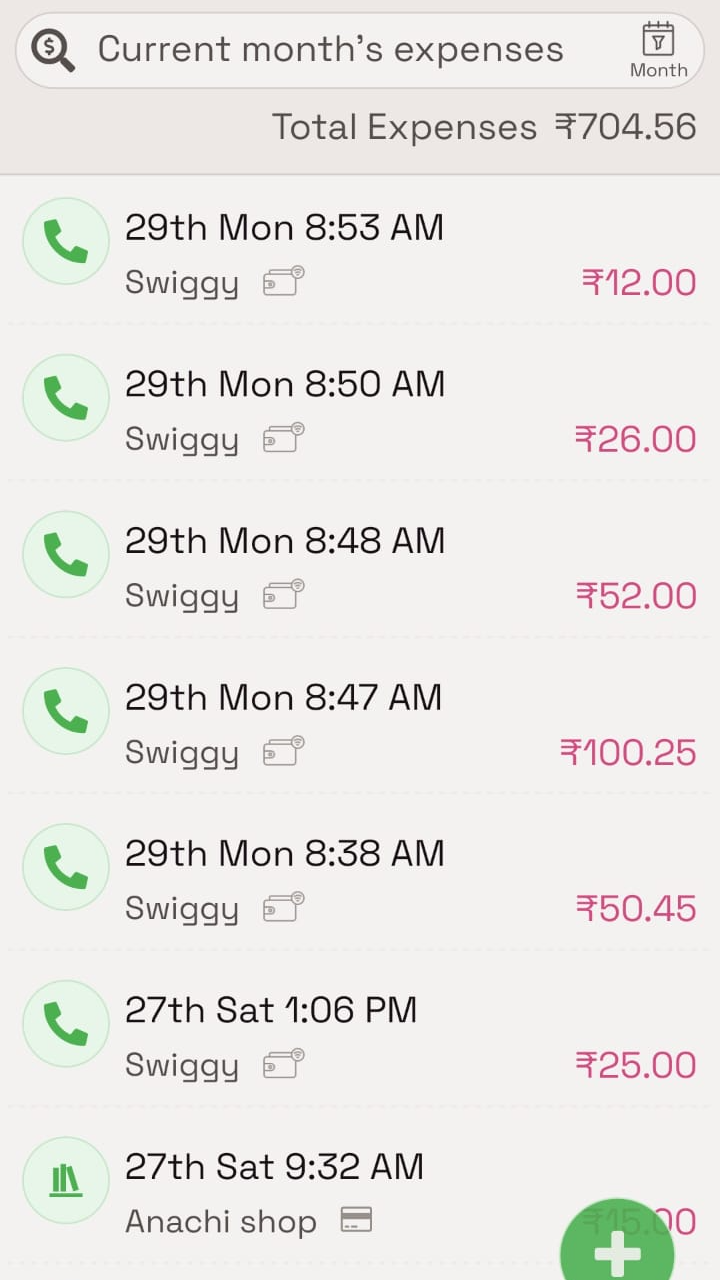 Current month's expenses
Month
Total Expenses ₹704.56
29th Mon 8:53 AM
Swiggy ₹12.00
29th Mon 8:50 AM
Swiggy ₹26.00
29th Mon 8:48 AM
Swiggy ₹52.00
29th Mon 8:47 AM
Swiggy ₹100.25
29th Mon 8:38 AM
Swiggy ₹50.45
27th Sat 1:06 PM
Swiggy ₹25.00
27th Sat 9:32 AM
Anachi shop ₹15.00